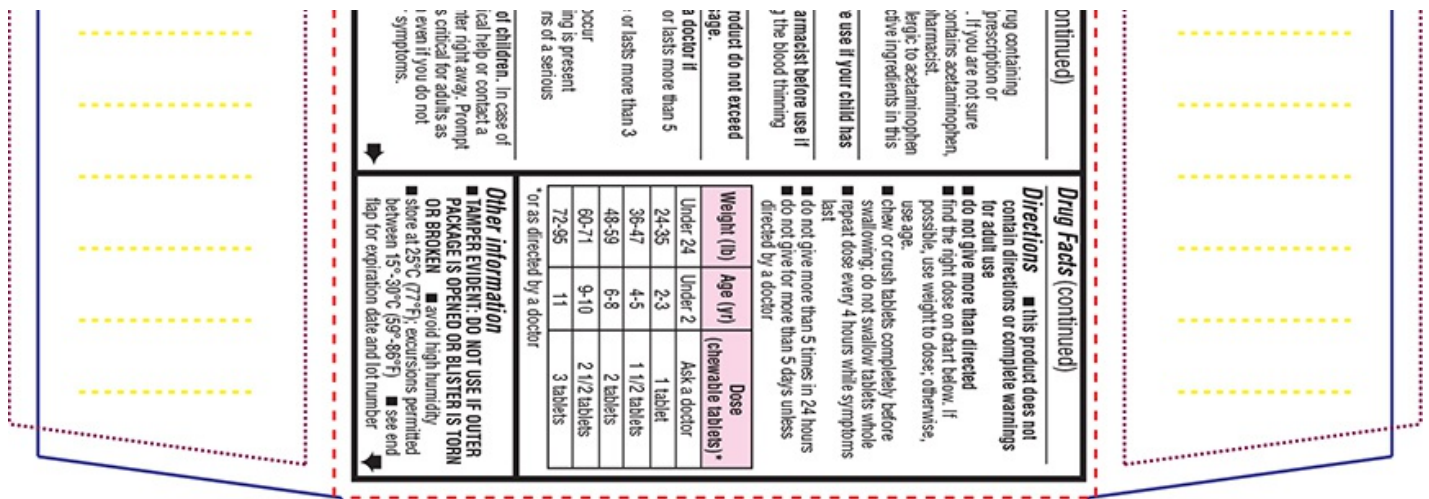 ontinued)
rug containing
prescription or
. If you are not sure
ontains acetaminophen,
harmacist.
lergic to acetaminophen
ctive ingredients in this
e use if your child has
armacist before use if
g the blood thinning
roduct do not exceed
age.
a doctor if
or lasts more than 5
or lasts more than 3
occur
ing is present
ns of a serious
of children. In case of
ical help or contact a
nter right away. Prompt
s critical for adults as
even if you do not
symptoms.
Drug Facts (continued)
Directions ■ this product does not
contain directions or complete warnings
for adult use
■ do not give more than directed
■ find the right dose on chart below. If
possible, use weight to dose; otherwise,
use age.
■ chew or crush tablets completely before
swallowing; do not swallow tablets whole
■ repeat dose every 4 hours while symptoms
last
■ do not give more than 5 times in 24 hours
■ do not give for more than 5 days unless
directed by a doctor
Weight (lb) Age (yr) Dose (chewable tablets)*
Under 24 Under 2 Ask a doctor
24-35 2-3 1 tablet
36-47 4-5 1 1/2 tablets
48-59 6-8 2 tablets
60-71 9-10 2 1/2 tablets
72-95 11 3 tablets
*or as directed by a doctor
Other information
■ TAMPER EVIDENT: DO NOT USE IF OUTER
PACKAGE IS OPENED OR BLISTER IS TORN
OR BROKEN ■ avoid high humidity
■ store at 25°C (77°F); excursions permitted
between 15°-30°C (59°-86°F) ■ see end
flap for expiration date and lot number